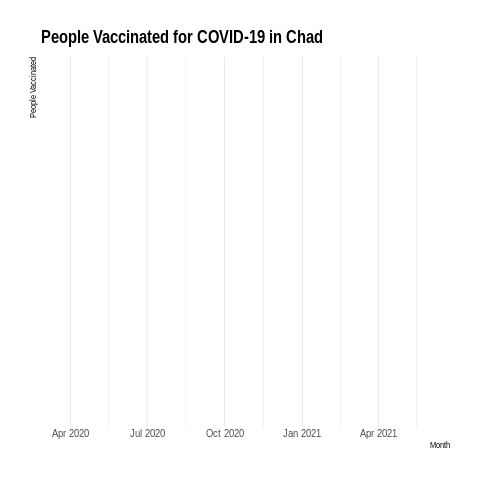 People Vaccinated for COVID-19 in Chad
People Vaccinated
Apr 2020
Jul 2020
Oct 2020
Jan 2021
Apr 2021
Month